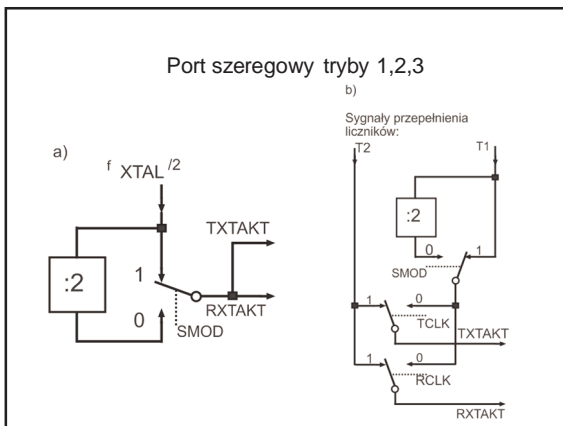 Port szeregowy tryby 1,2,3
a)
f XTAL /2
:2
1
0
SMOD
TXTAKT
RXTAKT
b)
Sygnały przepełnienia
liczników:
T2
T1
:2
0
1
SMOD
1
0
TCLK
TXTAKT
1
0
RCLK
RXTAKT